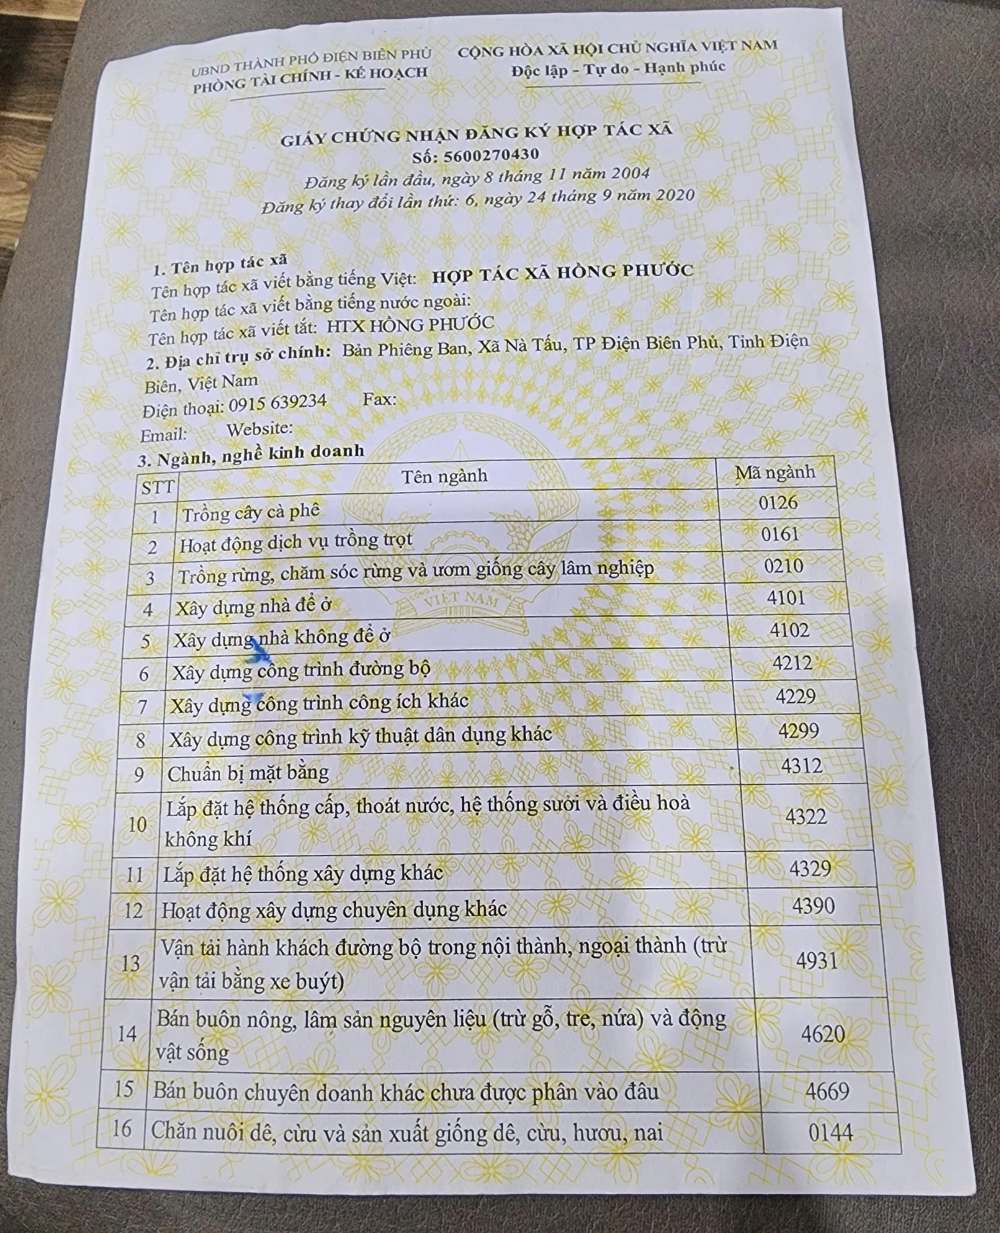 UBND THÀNH PHỐ ĐIỆN BIÊN PHỦ
PHÒNG TÀI CHÍNH - KẾ HOẠCH
CỘNG HÒA XÃ HỘI CHỦ NGHĨA VIỆT NAM
Độc lập - Tự do - Hạnh phúc
GIẤY CHỨNG NHẬN ĐĂNG KÝ HỢP TÁC XÃ
Số: 5600270430
Đăng ký lần đầu, ngày 8 tháng 11 năm 2004
Đăng ký thay đổi lần thứ: 6, ngày 24 tháng 9 năm 2020
1. Tên hợp tác xã
Tên hợp tác xã viết bằng tiếng Việt: HỢP TÁC XÃ HỒNG PHƯỚC
Tên hợp tác xã viết bằng tiếng nước ngoài:
Tên hợp tác xã viết tắt: HTX HỒNG PHƯỚC
2. Địa chỉ trụ sở chính: Bản Phiêng Ban, Xã Nà Tấu, TP Điện Biên Phủ, Tỉnh Điện
Biên, Việt Nam
Điện thoại: 0915 639234 Fax:
Email: Website:
3. Ngành, nghề kinh doanh
STT Tên ngành Mã ngành
1 Trồng cây cà phê 0126
2 Hoạt động dịch vụ trồng trọt 0161
3 Trồng rừng, chăm sóc rừng và ươm giống cây lâm nghiệp 0210
4 Xây dựng nhà để ở 4101
5 Xây dựng nhà không để ở 4102
6 Xây dựng công trình đường bộ 4212
7 Xây dựng công trình công ích khác 4229
8 Xây dựng công trình kỹ thuật dân dụng khác 4299
9 Chuẩn bị mặt bằng 4312
10 Lắp đặt hệ thống cấp, thoát nước, hệ thống sưởi và điều hoà
không khí 4322
11 Lắp đặt hệ thống xây dựng khác 4329
12 Hoạt động xây dựng chuyên dụng khác 4390
13 Vận tải hành khách đường bộ trong nội thành, ngoại thành (trừ
vận tải bằng xe buýt) 4931
14 Bán buôn nông, lâm sản nguyên liệu (trừ gỗ, tre, nứa) và động
vật sống 4620
15 Bán buôn chuyên doanh khác chưa được phân vào đâu 4669
16 Chăn nuôi dê, cừu và sản xuất giống dê, cừu, hươu, nai 0144
VIỆT NAM